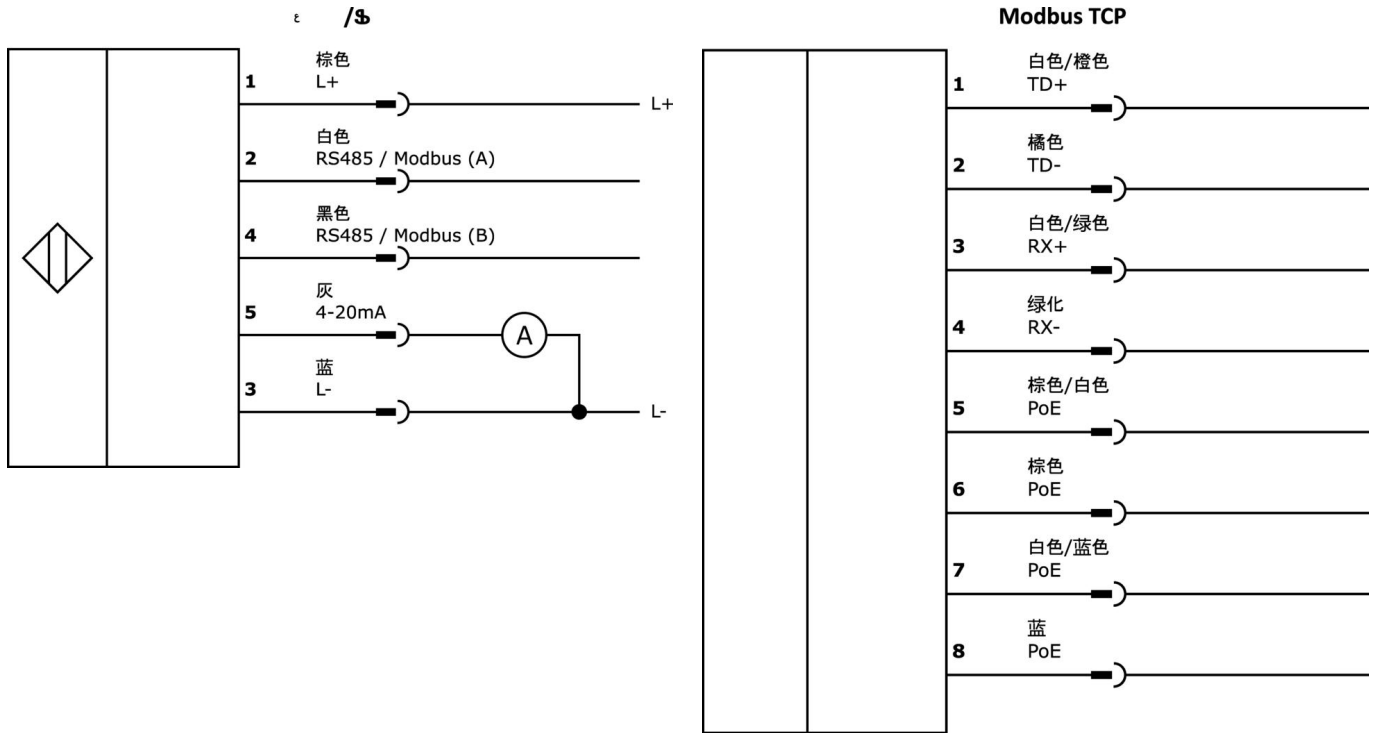 1
棕色
L+
L+
2
白色
RS485 / Modbus (A)
4
黑色
RS485 / Modbus (B)
5
灰
4-20mA
A
3
蓝
L-
L-
Modbus TCP
1
白色/橙色
TD+
2
橘色
TD-
3
白色/绿色
RX+
4
绿化
RX-
5
棕色/白色
PoE
6
棕色
PoE
7
白色/蓝色
PoE
8
蓝
PoE